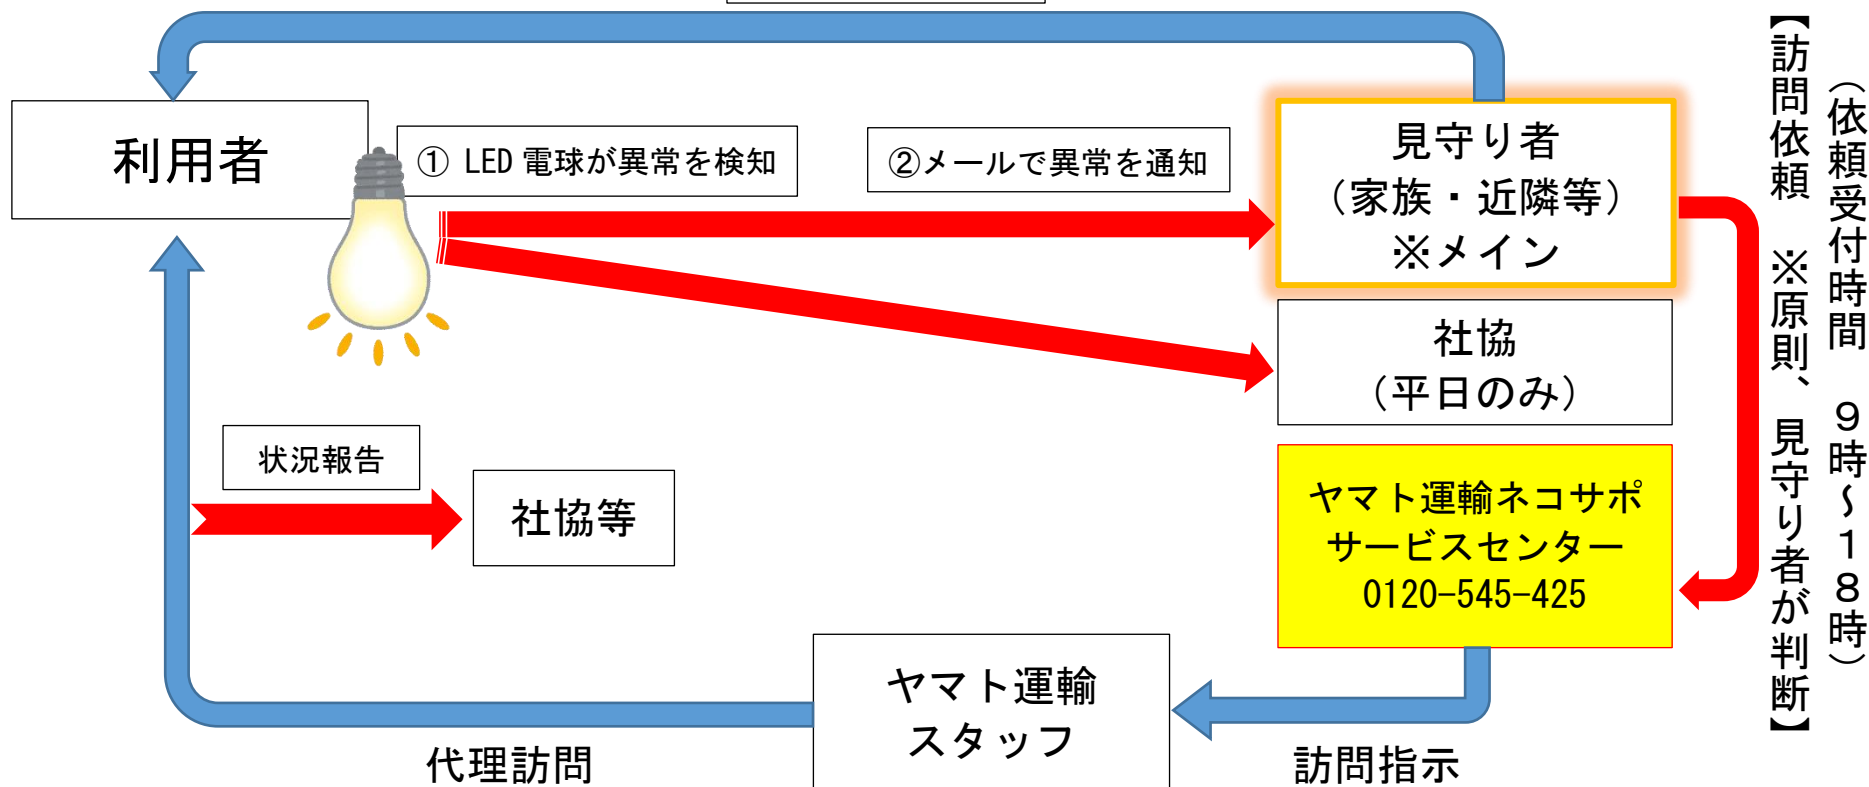 利用者
① LED 電球が異常を検知
②メールで異常を通知
見守り者
（家族・近隣等）
※メイン
社協
（平日のみ）
ヤマト運輸ネコサポ
サービスセンター
0120-545-425
【訪問依頼　※原則、見守り者が判断】
（依頼受付時間　９時～１８時）
状況報告
社協等
ヤマト運輸
スタッフ
代理訪問
訪問指示